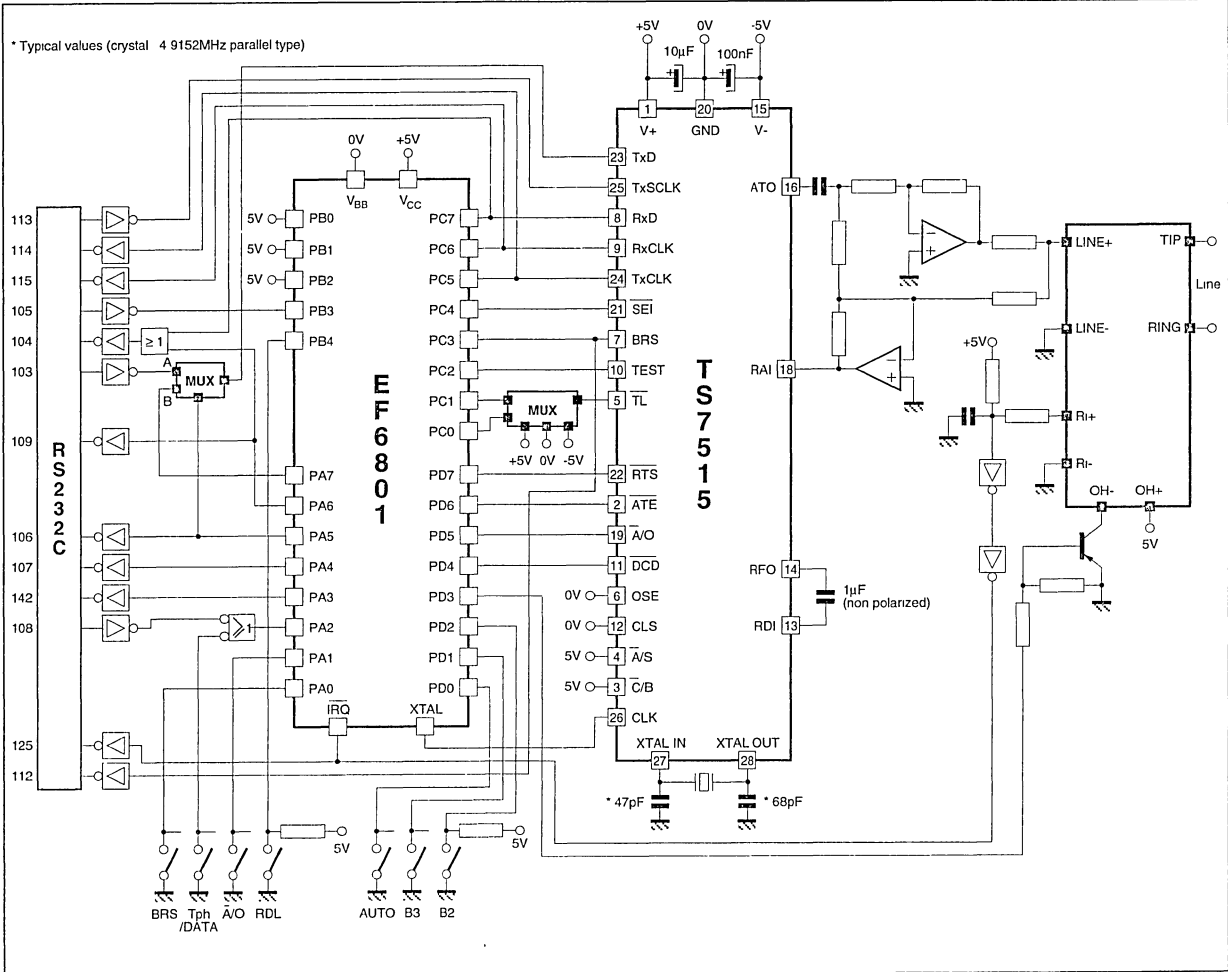 * Typical values (crystal 4 9152MHz parallel type)
+5V 0V -5V
10µF 100nF
+ +
1 20 15
V+ GND V-
0V +5V
VBB VCC
RS232C
113
114
115
105
104
103
109
106
107
142
108
125
112
≥ 1
A
B
MUX
≥1
EF6801
5V PB0
5V PB1
5V PB2
PB3
PB4
PA7
PA6
PA5
PA4
PA3
PA2
PA1
PA0
IRQ XTAL
PC7
PC6
PC5
PC4
PC3
PC2
PC1
PC0
PD7
PD6
PD5
PD4
PD3
PD2
PD1
PD0
MUX
+5V 0V -5V
TS7515
23 TxD
25 TxSCLK
8 RxD
9 RxCLK
24 TxCLK
21 SEI
7 BRS
10 TEST
5 TL
22 RTS
2 ATE
19 A/O
11 DCD
0V 6 OSE
0V 12 CLS
5V 4 A/S
5V 3 C/B
26 CLK
XTAL IN XTAL OUT
27 28
* 47pF * 68pF
ATO 16
RAI 18
RFO 14
RDI 13
1µF
(non polarized)
−
+
−
+
+5V
LINE+ TIP
Line
LINE- RING
RI+
RI-
OH- OH+
5V
5V
5V
BRS Tph
/DATA A/O RDL
AUTO B3 B2